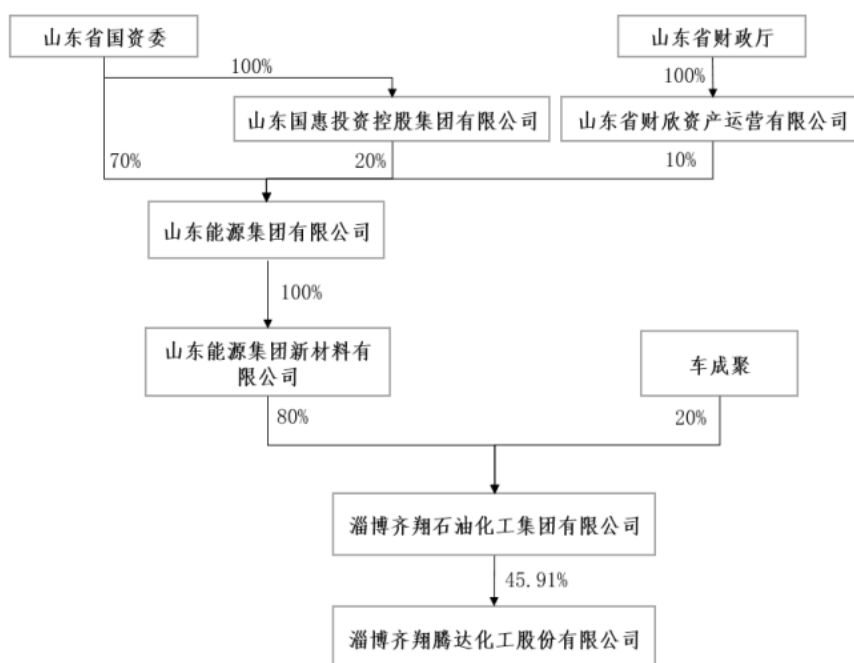 山东省国资委
山东省财政厅
100%
100%
山东国惠投资控股集团有限公司
山东省财欣资产运营有限公司
70%
20%
10%
山东能源集团有限公司
100%
山东能源集团新材料有
限公司
车成聚
80%
20%
淄博齐翔石油化工集团有限公司
45.91%
淄博齐翔腾达化工股份有限公司